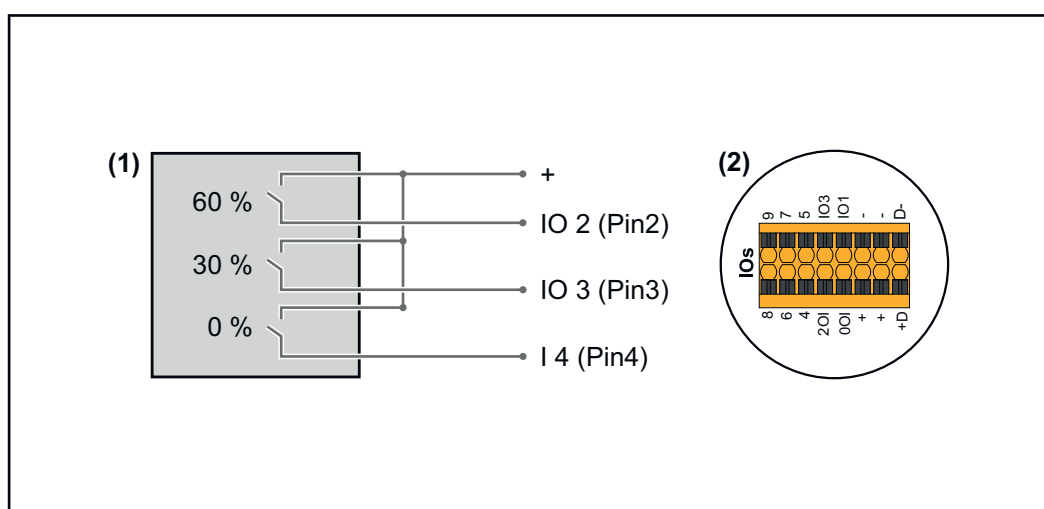 (1)
60 %
30 %
0 %
+
IO 2 (Pin2)
IO 3 (Pin3)
I 4 (Pin4)
(2)
IOs
9 7 5 IO3 IO1 - - D-
8 6 4 2OI 0OI + + +D